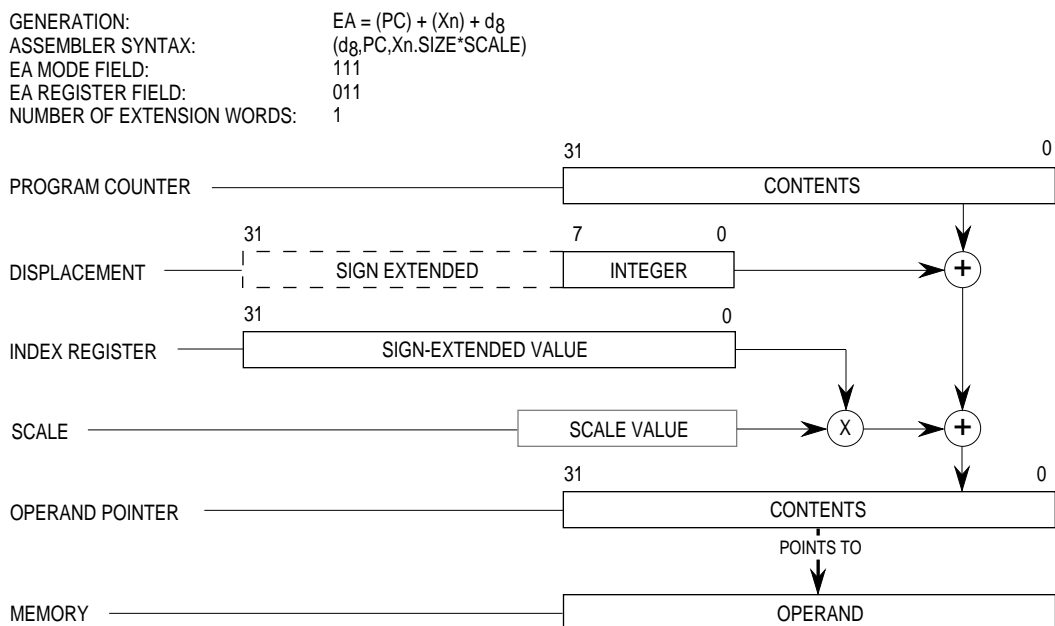 GENERATION: EA = (PC) + (Xn) + d8
ASSEMBLER SYNTAX: (d8,PC,Xn.SIZE*SCALE)
EA MODE FIELD: 111
EA REGISTER FIELD: 011
NUMBER OF EXTENSION WORDS: 1
31 0
PROGRAM COUNTER CONTENTS
31 7 0
DISPLACEMENT SIGN EXTENDED INTEGER +
31 0
INDEX REGISTER SIGN-EXTENDED VALUE
SCALE SCALE VALUE X +
31 0
OPERAND POINTER CONTENTS
POINTS TO
MEMORY OPERAND